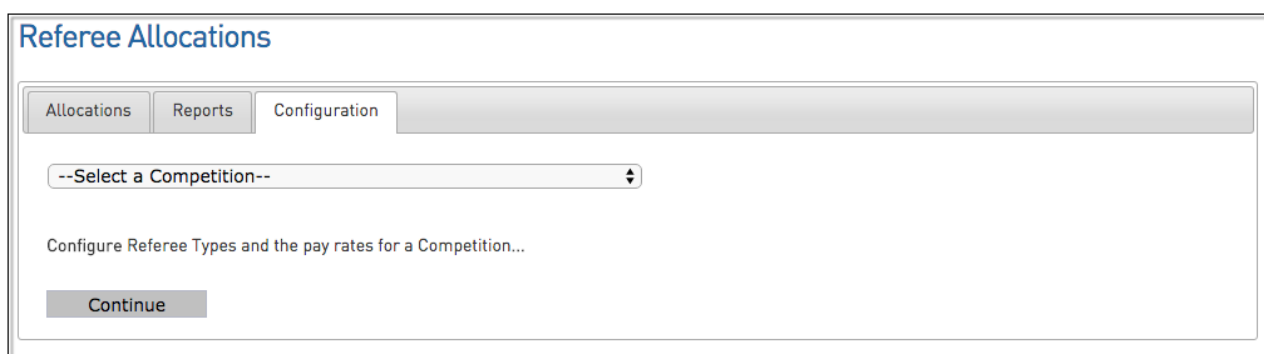 Referee Allocations
Allocations Reports Configuration
--Select a Competition--
Configure Referee Types and the pay rates for a Competition...
Continue